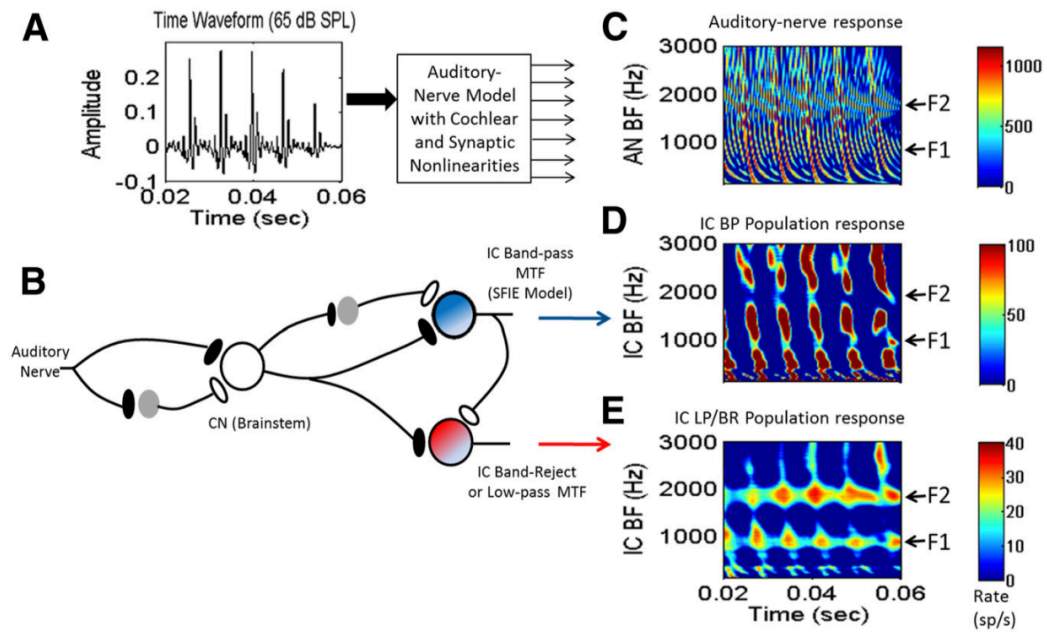 A
Time Waveform (65 dB SPL)
Amplitude
0.2
0.1
0
-0.1
0.02
0.04
0.06
Time (sec)
Auditory-
Nerve Model
with Cochlear
and Synaptic
Nonlinearities
B
Auditory
Nerve
CN (Brainstem)
IC Band-pass
MTF
(SFIE Model)
IC Band-Reject
or Low-pass MTF
C
Auditory-nerve response
AN BF (Hz)
3000
2000
1000
F2
F1
1000
500
0
D
IC BP Population response
IC BF (Hz)
3000
2000
1000
F2
F1
100
50
0
E
IC LP/BR Population response
IC BF (Hz)
3000
2000
1000
F2
F1
0.02
0.04
0.06
Time (sec)
40
30
20
10
0
Rate
(sp/s)